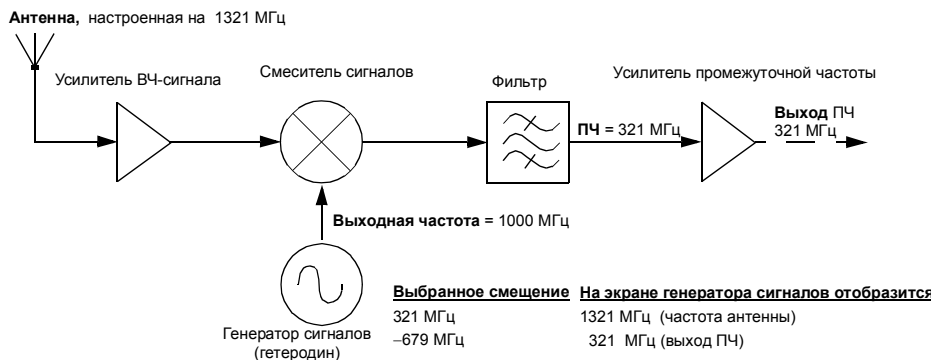 Антенна, настроенная на 1321 МГц
Усилитель ВЧ-сигнала
Смеситель сигналов
Фильтр
Усилитель промежуточной частоты
ПЧ = 321 МГц
Выход ПЧ
321 МГц
Выходная частота = 1000 МГц
Генератор сигналов
(гетеродин)
Выбранное смещение На экране генератора сигналов отобразится
321 МГц 1321 МГц (частота антенны)
–679 МГц 321 МГц (выход ПЧ)